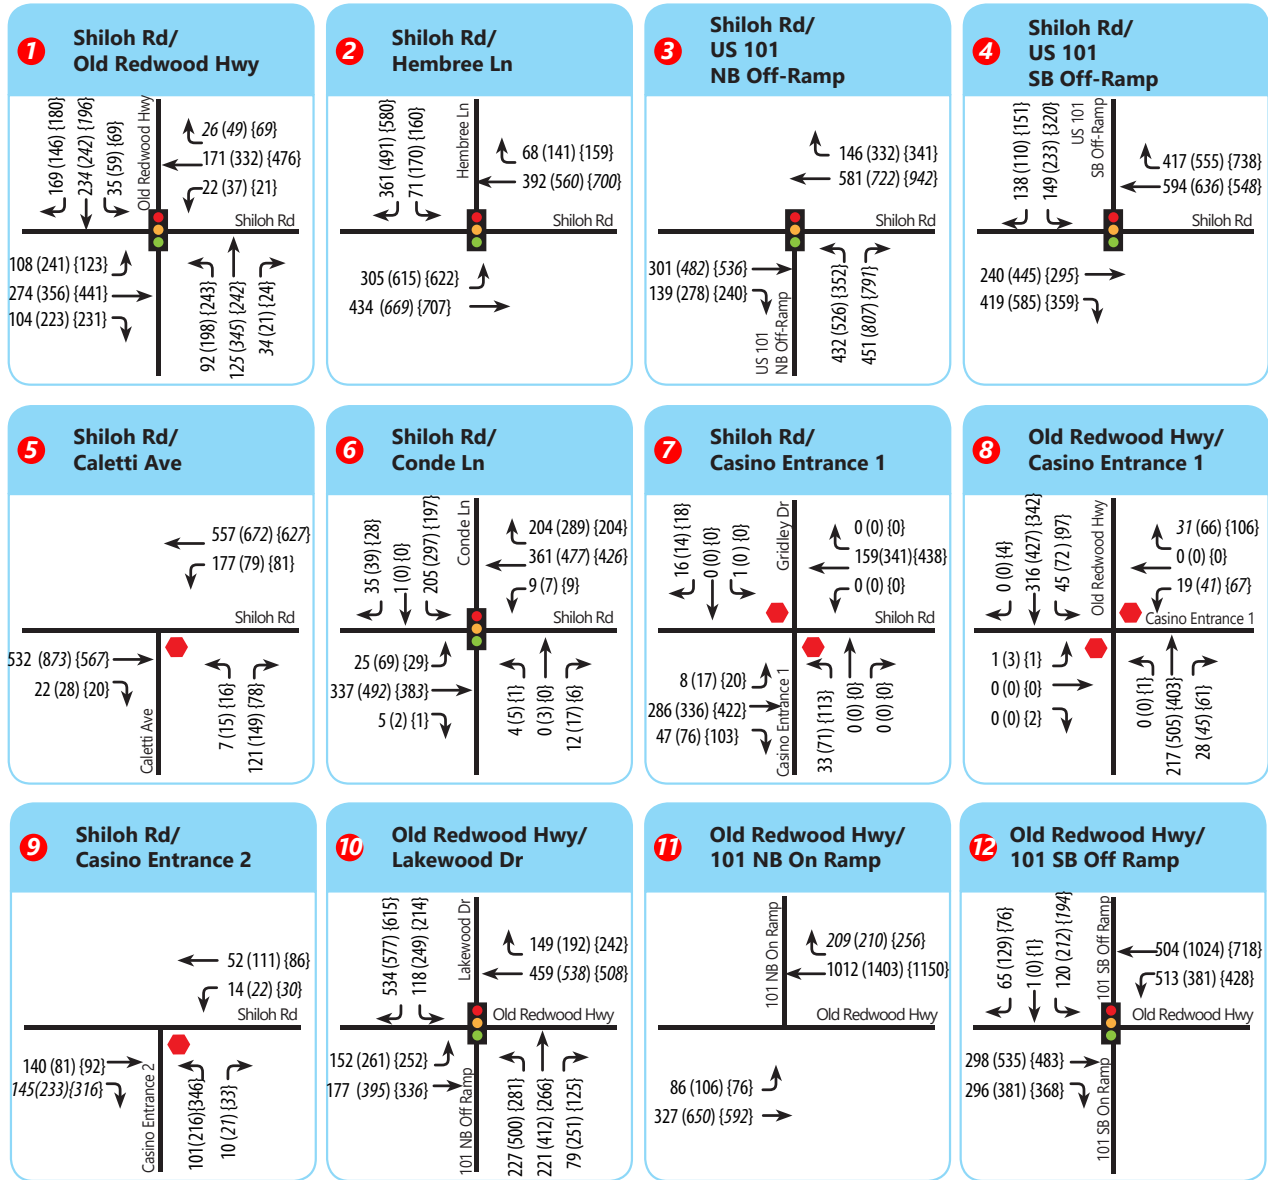 1
Shiloh Rd/
Old Redwood Hwy
169 (146) {180}
234 (242) {196}
35 (59) {69}
Old Redwood Hwy
26 (49) {69}
171 (332) {476}
22 (37) {21}
Shiloh Rd
108 (241) {123}
274 (356) {441}
104 (223) {231}
92 (198) {243}
125 (345) {242}
34 (21) {24}
2
Shiloh Rd/
Hembree Ln
361 (491) {580}
71 (170) {160}
Hembree Ln
68 (141) {159}
392 (560) {700}
Shiloh Rd
305 (615) {622}
434 (669) {707}
3
Shiloh Rd/
US 101
NB Off-Ramp
146 (332) {341}
581 (722) {942}
Shiloh Rd
301 (482) {536}
139 (278) {240}
US 101
NB Off-Ramp
432 (526) {352}
451 (807) {791}
4
Shiloh Rd/
US 101
SB Off-Ramp
138 (110) {151}
149 (233) {320}
US 101
SB Off-Ramp
417 (555) {738}
594 (636) {548}
Shiloh Rd
240 (445) {295}
419 (585) {359}
5
Shiloh Rd/
Caletti Ave
557 (672) {627}
177 (79) {81}
Shiloh Rd
532 (873) {567}
22 (28) {20}
Caletti Ave
7 (15) {16}
121 (149) {78}
6
Shiloh Rd/
Conde Ln
35 (39) {28}
1 (0) {0}
205 (297) {197}
Conde Ln
204 (289) {204}
361 (477) {426}
9 (7) {9}
Shiloh Rd
25 (69) {29}
337 (492) {383}
5 (2) {1}
4 (5) {1}
0 (3) {0}
12 (17) {6}
7
Shiloh Rd/
Casino Entrance 1
16 (14) {18}
0 (0) {0}
1 (0 ) {0}
Gridley Dr
0 (0) {0}
159(341){438}
0 (0) {0}
Shiloh Rd
8 (17) {20}
286 (336) {422}
47 (76) {103}
Casino Entrance 1
33 (71) {113}
0 (0) {0}
0 (0) {0}
8
Old Redwood Hwy/
Casino Entrance 1
0 (0) {4}
316 (427) {342}
45 (72 ) {97}
Old Redwood Hwy
31 (66) {106}
0 (0) {0}
19 (41) {67}
Casino Entrance 1
1 (3) {1}
0 (0) {0}
0 (0) {2}
0 (0) {1}
217 (505) {403}
28 (45) {61}
9
Shiloh Rd/
Casino Entrance 2
52 (111) {86}
14 (22) {30}
Shiloh Rd
140 (81) {92}
145(233){316}
Casino Entrance 2
101(216){346}
10 (21) {33}
10
Old Redwood Hwy/
Lakewood Dr
534 (577) {615}
118 (249) {214}
Lakewood Dr
149 (192) {242}
459 (538) {508}
Old Redwood Hwy
152 (261) {252}
177 (395) {336}
101 NB Off Ramp
227 (500) {281}
221 (412) {266}
79 (251) {125}
11
Old Redwood Hwy/
101 NB On Ramp
101 NB On Ramp
209 (210) {256}
1012 (1403) {1150}
Old Redwood Hwy
86 (106) {76}
327 (650) {592}
12
Old Redwood Hwy/
101 SB Off Ramp
65 (129) {76}
1 (0) {1}
120 (212) {194}
101 SB Off Ramp
504 (1024) {718}
513 (381) {428}
Old Redwood Hwy
298 (535) {483}
296 (381) {368}
101 SB On Ramp